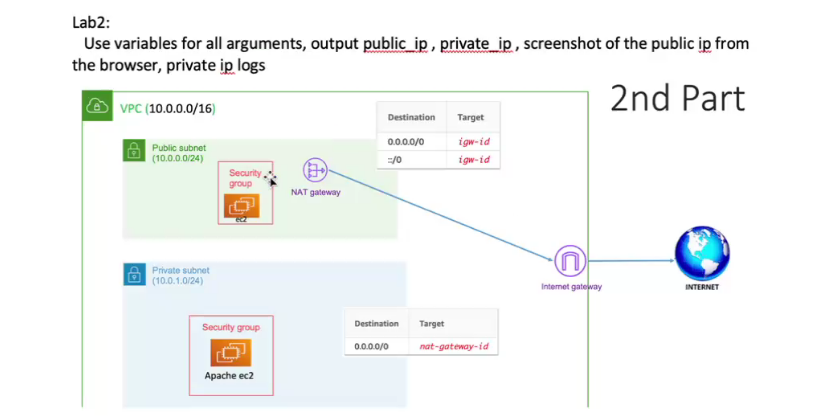 Lab2:
Use variables for all arguments, output public_ip , private_ip , screenshot of the public ip from
the browser, private ip logs
2nd Part
VPC (10.0.0.0/16)
Destination Target
0.0.0.0/0 igw-id
::/0 igw-id
Public subnet
(10.0.0.0/24)
Security
group
ec2
NAT gateway
Internet gateway
INTERNET
Private subnet
(10.0.1.0/24)
Security group
Apache ec2
Destination Target
0.0.0.0/0 nat-gateway-id